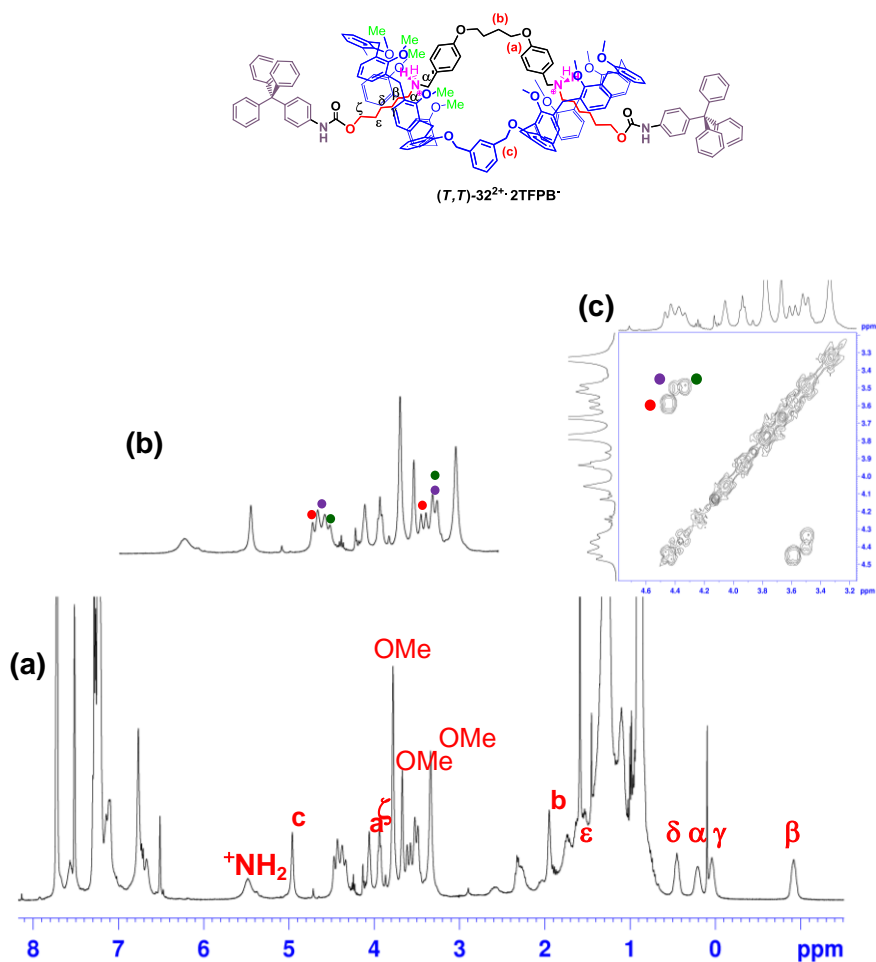 (b)
Me
O
O
Me
O
O
O
(a)
Me
O
H
H
N
+
α'
β
α
OMe
δ
γ
Me
ζ
ε
O
O
NH
O
O
O
(c)
H
H
N
+
O
O
O
O
NH
(T,T)-32²⁺· 2TFPB⁻
(c)
ppm
3.3
3.4
3.5
3.6
3.7
3.8
3.9
4.0
4.1
4.2
4.3
4.4
4.5
4.6 4.4 4.2 4.0 3.8 3.6 3.4 3.2 ppm
(b)
(a)
OMe
OMe
OMe
⁺NH₂
c
a
ζ
b
ε
δ α γ
β
8 7 6 5 4 3 2 1 0 ppm